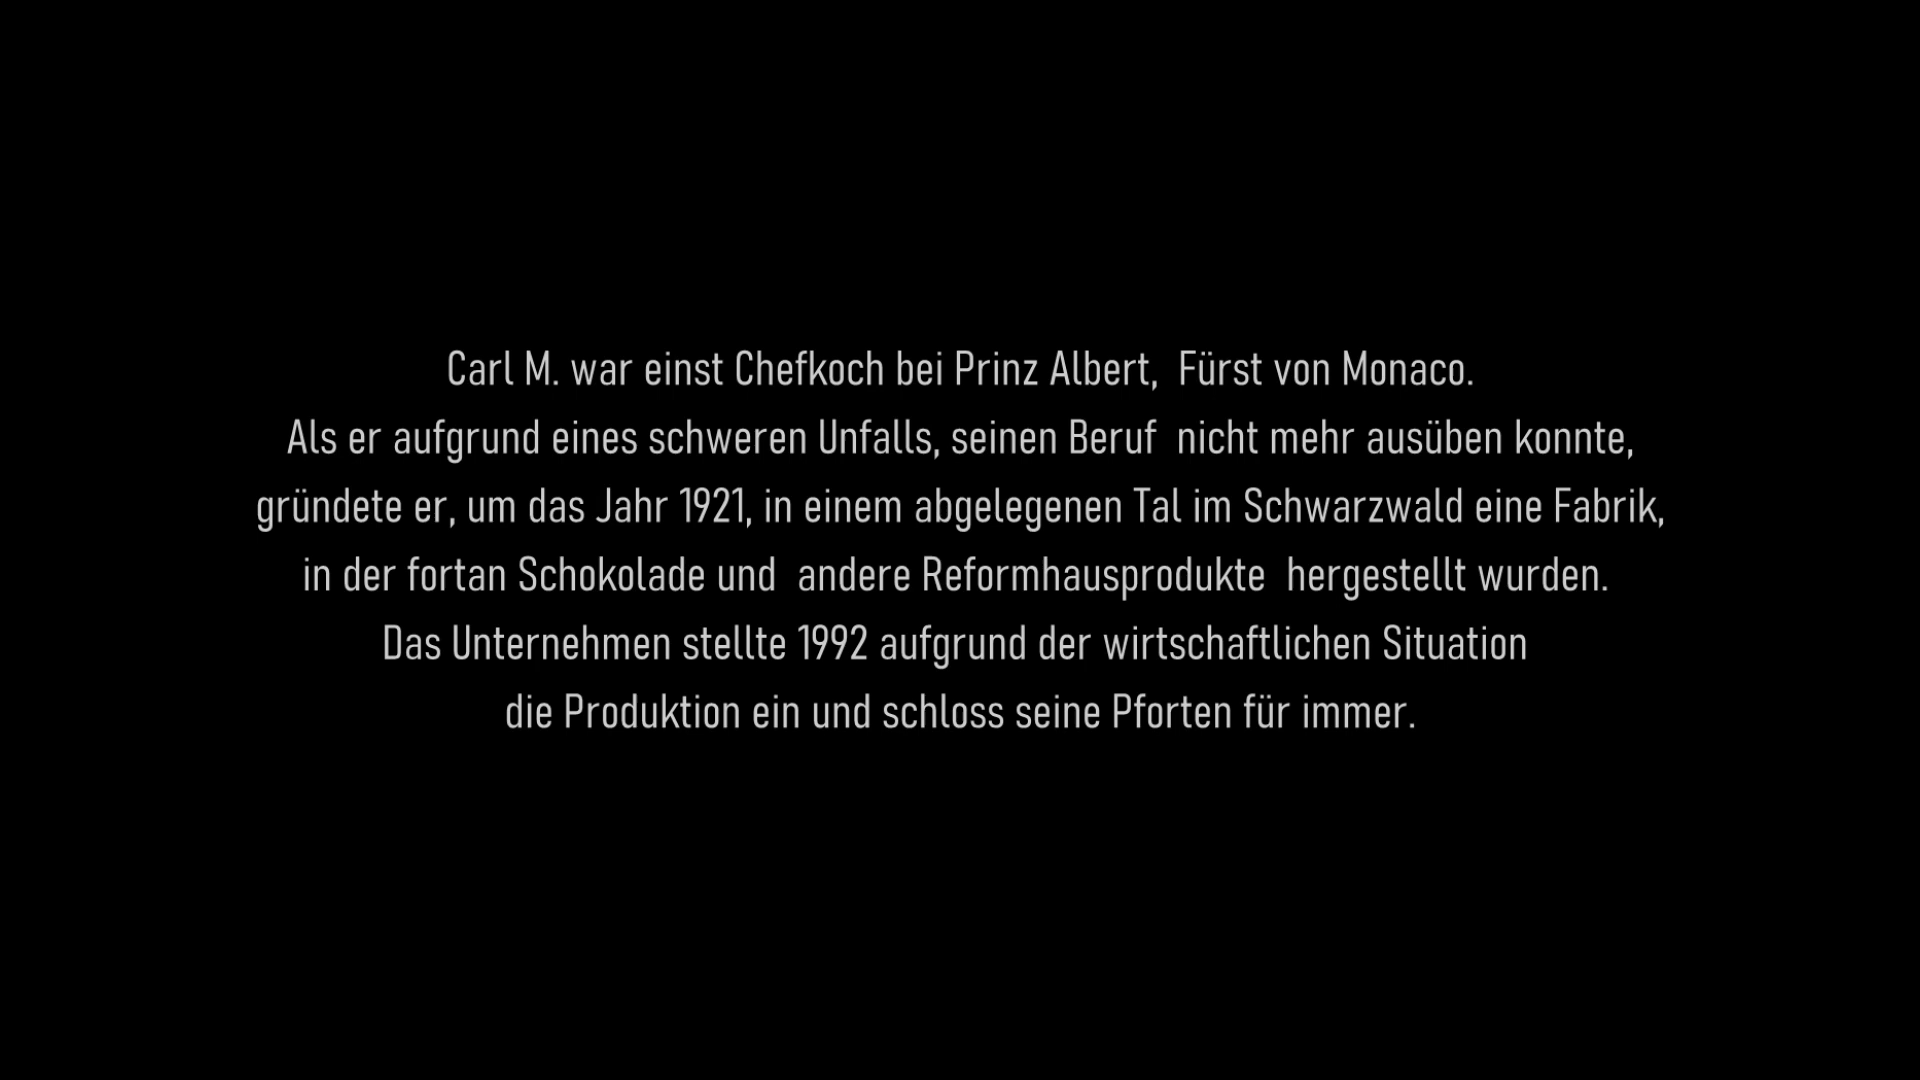 Carl M. war einst Chefkoch bei Prinz Albert,  Fürst von Monaco.
Als er aufgrund eines schweren Unfalls, seinen Beruf  nicht mehr ausüben konnte,
gründete er, um das Jahr 1921, in einem abgelegenen Tal im Schwarzwald eine Fabrik,
in der fortan Schokolade und  andere Reformhausprodukte  hergestellt wurden.
Das Unternehmen stellte 1992 aufgrund der wirtschaftlichen Situation
die Produktion ein und schloss seine Pforten für immer.